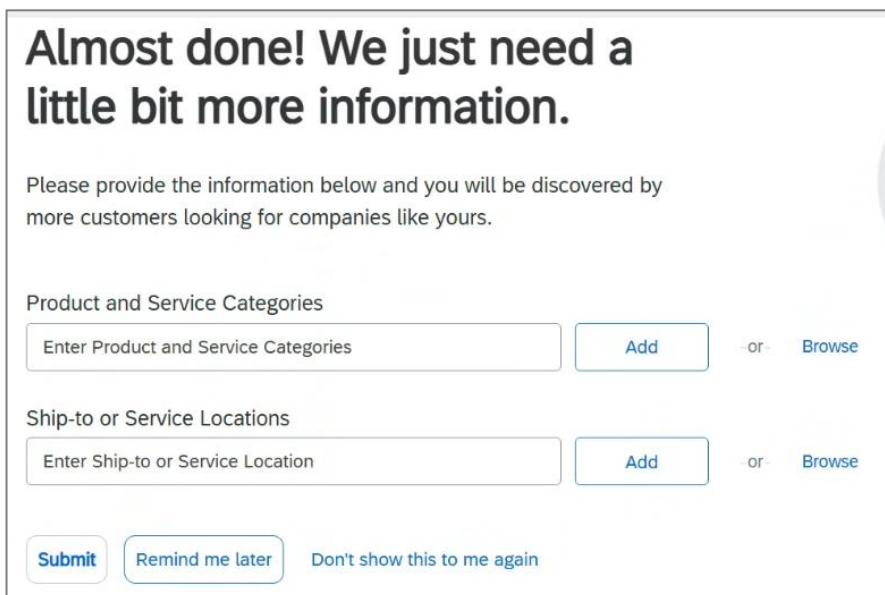 Almost done! We just need a
little bit more information.
Please provide the information below and you will be discovered by
more customers looking for companies like yours.
Product and Service Categories
Enter Product and Service Categories Add -or- Browse
Ship-to or Service Locations
Enter Ship-to or Service Location Add -or- Browse
Submit Remind me later Don't show this to me again